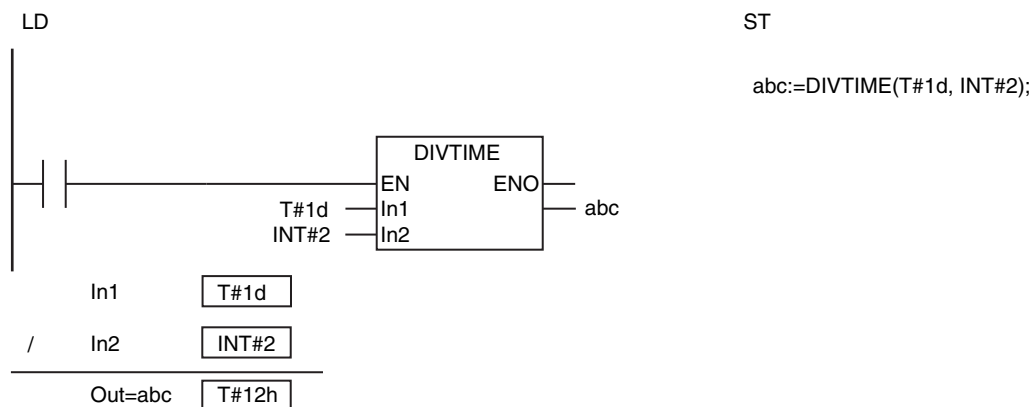 LD
ST
abc:=DIVTIME(T#1d, INT#2);
DIVTIME
EN ENO
T#1d In1 abc
INT#2 In2
In1 T#1d
/ In2 INT#2
Out=abc T#12h